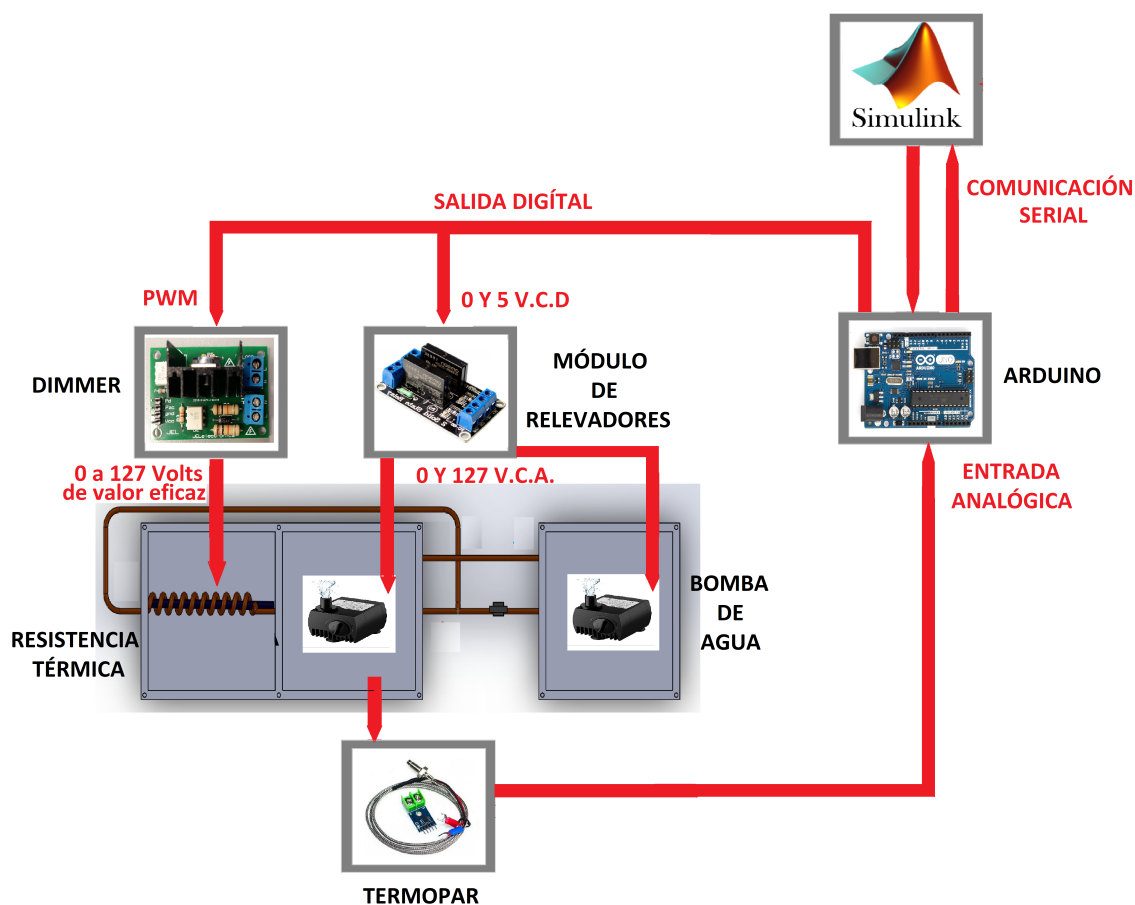 Simulink
COMUNICACIÓN
SERIAL
SALIDA DIGÍTAL
PWM
0 Y 5 V.C.D
DIMMER
MÓDULO
DE
RELEVADORES
ARDUINO
0 a 127 Volts
de valor eficaz
0 Y 127 V.C.A.
ENTRADA
ANALÓGICA
BOMBA
DE
AGUA
RESISTENCIA
TÉRMICA
TERMOPAR